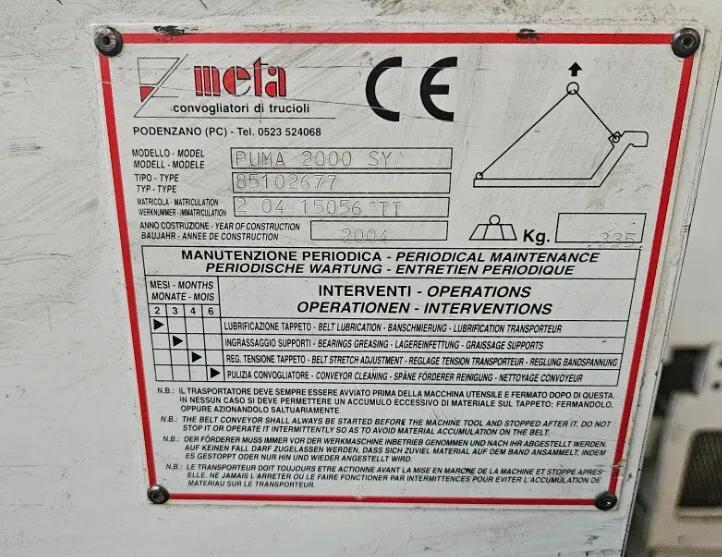 meta
convogliatori di trucioli
CE
PODENZANO (PC) - Tel. 0523 524068
MODELLO - MODEL
MODELL - MODELE
PUMA 2000 SY
TIPO - TYPE
TYP - TYPE
85102677
MATRICOLA - MATRICULATION
WERKNUMMER - IMMATRICULATION
2 04 15056 TT
ANNO COSTRUZIONE - YEAR OF CONSTRUCTION
BAUJAHR - ANNEE DE CONSTRUCTION
2004
Kg. 335
MANUTENZIONE PERIODICA - PERIODICAL MAINTENANCE
PERIODISCHE WARTUNG - ENTRETIEN PERIODIQUE
MESI - MONTHS
MONATE - MOIS
2 3 4 6
INTERVENTI - OPERATIONS
OPERATIONEN - INTERVENTIONS
LUBRIFICAZIONE TAPPETO - BELT LUBRICATION - BANSCHMIERUNG - LUBRIFICATION TRANSPORTEUR
INGRASSAGGIO SUPPORTI - BEARINGS GREASING - LAGEREINFETTUNG - GRAISSAGE SUPPORTS
REG. TENSIONE TAPPETO - BELT STRETCH ADJUSTMENT - REGLAGE TENSION TRANSPORTEUR - REGLUNG BANDSPANNUNG
PULIZIA CONVOGLIATORE - CONVEYOR CLEANING - SPÄNE FÖRDERER REINIGUNG - NETTOYAGE CONVOYEUR
N.B.: IL TRASPORTATORE DEVE SEMPRE ESSERE AVVIATO PRIMA DELLA MACCHINA UTENSILE E FERMATO DOPO DI QUESTA.
IN NESSUN CASO SI DEVE PERMETTERE UN ACCUMULO ECCESSIVO DI MATERIALE SUL TAPPETO; FERMANDOLO,
OPPURE AZIONANDOLO SALTUARIAMENTE.
N.B.: THE BELT CONVEYOR SHALL ALWAYS BE STARTED BEFORE THE MACHINE TOOL AND STOPPED AFTER IT. DO NOT
STOP IT OR OPERATE IT INTERMITTENTLY SO AS TO AVOID MATERIAL ACCUMULATION ON THE BELT.
N.B.: DER FÖRDERER MUSS IMMER VOR DER WERKMASCHINE INBETRIEB GENOMMEN UND NACH IHR ABGESTELLT WERDEN.
AUF KEINEN FALL DARF ZUGELASSEN WERDEN, DASS SICH ZUVIEL MATERIAL AUF DEM BAND ANSAMMELT, INDEM
ES GESTOPPT ODER NUR HIN UND WIEDER ANGESTELLT WIRD.
N.B.: LE TRANSPORTEUR DOIT TOUJOURS ETRE ACTIONNE AVANT LA MISE EN MARCHE DE LA MACHINE ET STOPPE APRES
ELLE. NE JAMAIS L'ARRETER OU LE FAIRE FONCTIONER PAR INTERMITTENCES POUR EVITER L'ACCUMULATION DE
MATERIAU SUR LE TRANSPORTEUR.